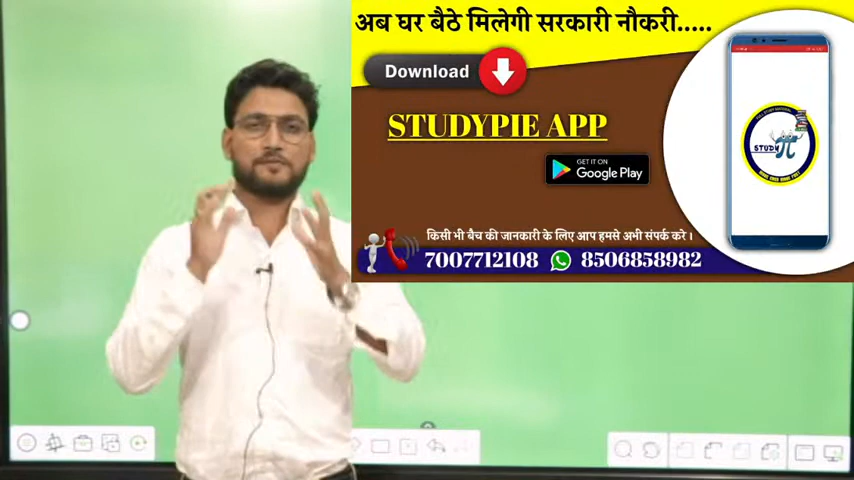 अब घर बैठे मिलेगी सरकारी नौकरी.....
Download
STUDYPIE APP
GET IT ON
Google Play
STUDY
किसी भी बैच की जानकारी के लिए आप हमसे अभी संपर्क करे ।
7007712108 8506858982